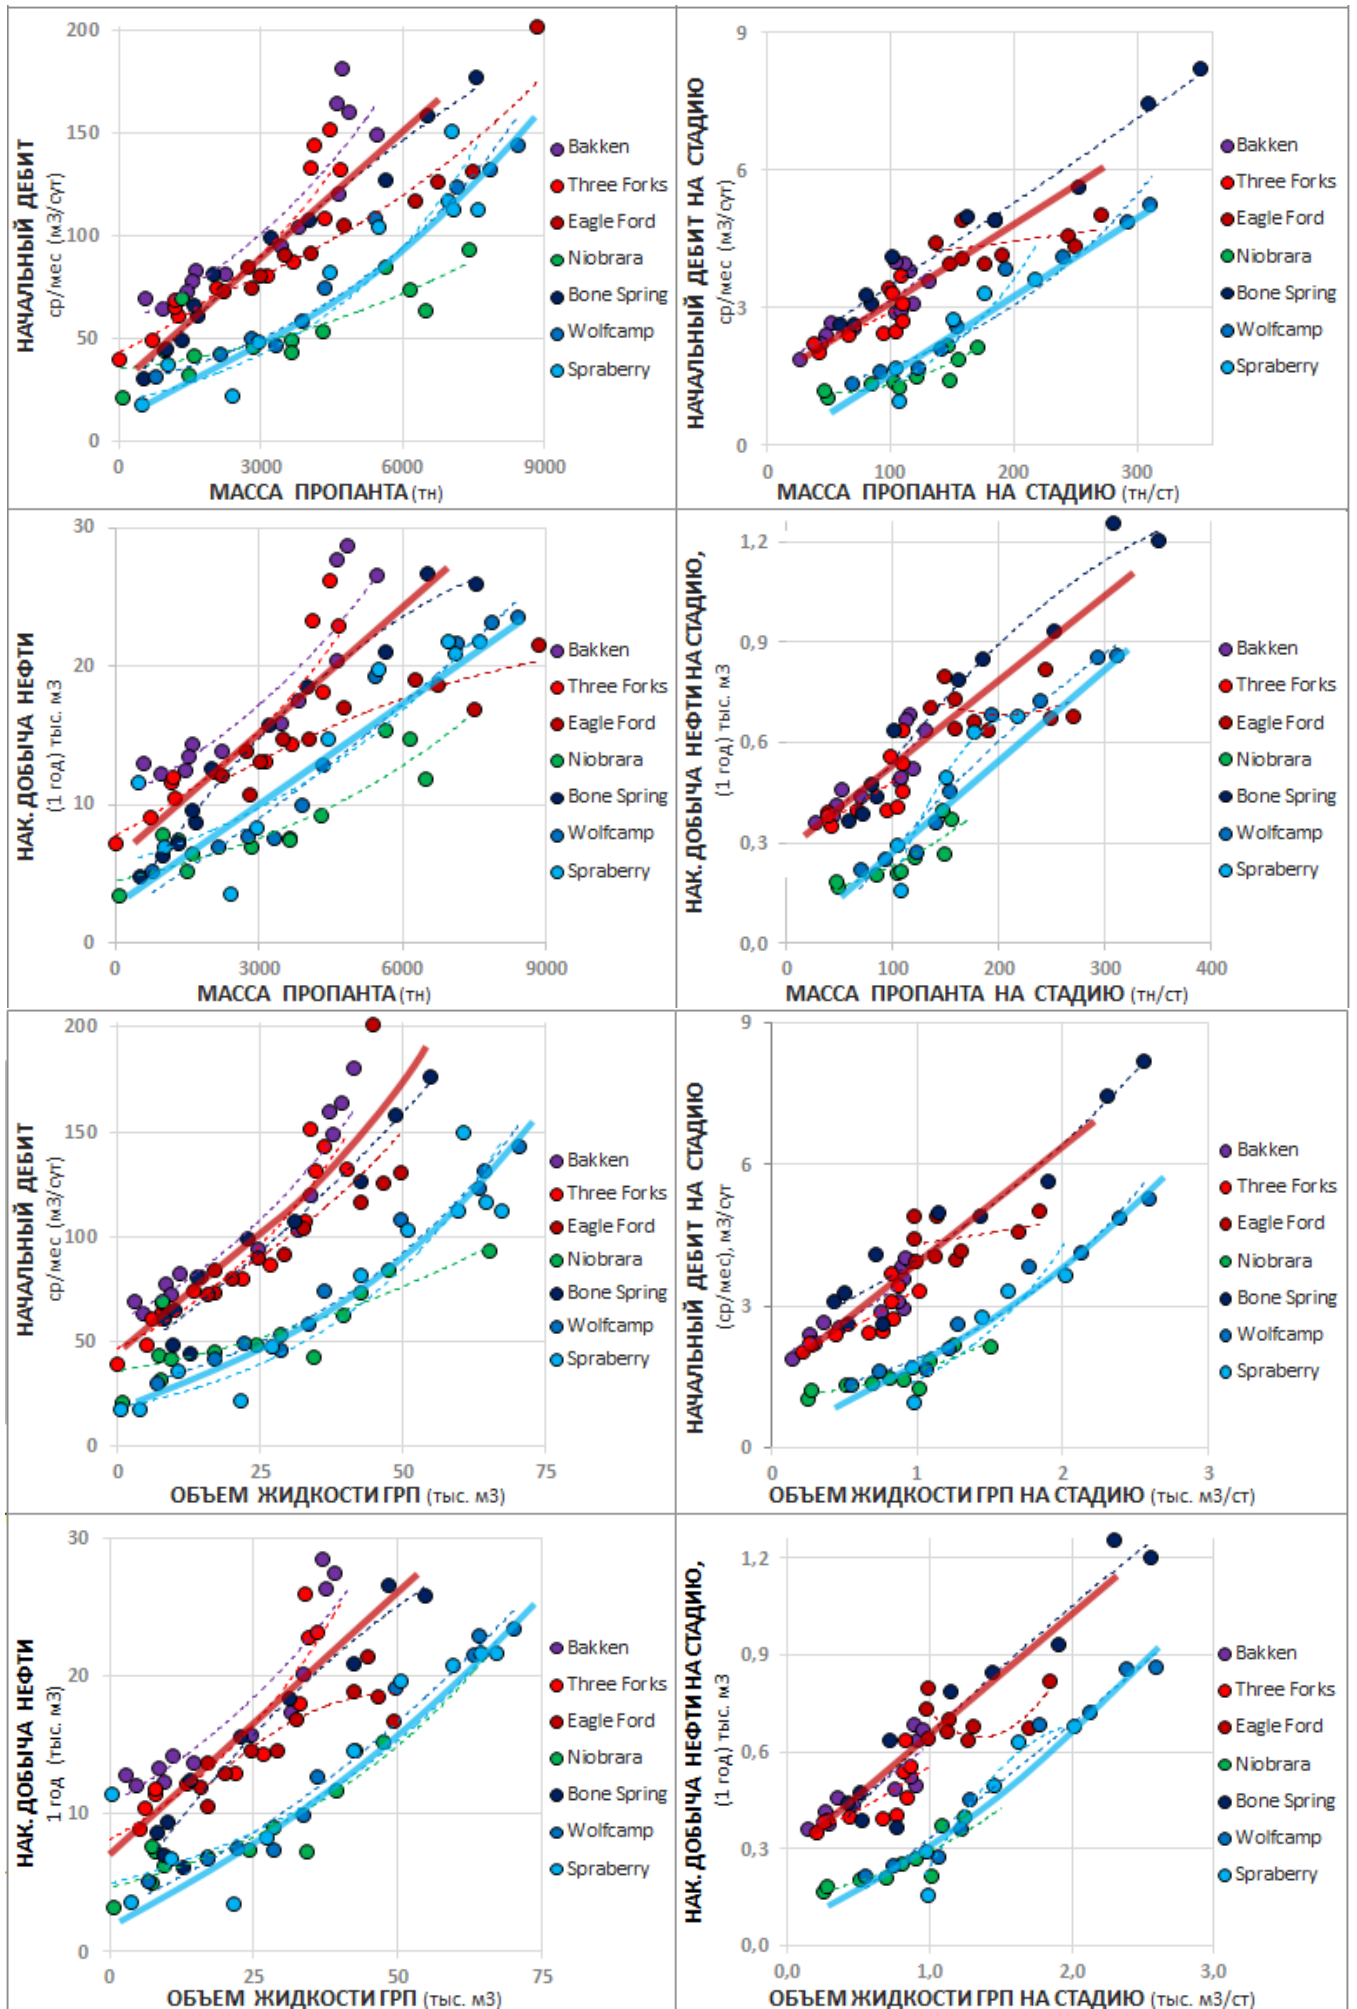 НАЧАЛЬНЫЙ ДЕБИТ
ср/мес (м3/сут)
200
150
100
50
0
0 3000 6000 9000
МАССА ПРОПАНТА (тн)
Bakken
Three Forks
Eagle Ford
Niobrara
Bone Spring
Wolfcamp
Spraberry
НАЧАЛЬНЫЙ ДЕБИТ НА СТАДИЮ
ср/мес (м3/сут)
9
6
3
0
0 100 200 300
МАССА ПРОПАНТА НА СТАДИЮ (тн/ст)
Bakken
Three Forks
Eagle Ford
Niobrara
Bone Spring
Wolfcamp
Spraberry
НАК. ДОБЫЧА НЕФТИ
(1 год) тыс. м3
30
20
10
0
0 3000 6000 9000
МАССА ПРОПАНТА (тн)
Bakken
Three Forks
Eagle Ford
Niobrara
Bone Spring
Wolfcamp
Spraberry
НАК. ДОБЫЧА НЕФТИ НА СТАДИЮ,
(1 год) тыс. м3
1,2
0,9
0,6
0,3
0,0
0 100 200 300 400
МАССА ПРОПАНТА НА СТАДИЮ (тн/ст)
Bakken
Three Forks
Eagle Ford
Niobrara
Bone Spring
Wolfcamp
Spraberry
НАЧАЛЬНЫЙ ДЕБИТ
ср/мес (м3/сут)
200
150
100
50
0
0 25 50 75
ОБЪЕМ ЖИДКОСТИ ГРП (тыс. м3)
Bakken
Three Forks
Eagle Ford
Niobrara
Bone Spring
Wolfcamp
Spraberry
НАЧАЛЬНЫЙ ДЕБИТ НА СТАДИЮ
(ср/мес), м3/сут
9
6
3
0
0 1 2 3
ОБЪЕМ ЖИДКОСТИ ГРП НА СТАДИЮ (тыс. м3/ст)
Bakken
Three Forks
Eagle Ford
Niobrara
Bone Spring
Wolfcamp
Spraberry
НАК. ДОБЫЧА НЕФТИ
1 год (тыс. м3)
30
20
10
0
0 25 50 75
ОБЪЕМ ЖИДКОСТИ ГРП (тыс. м3)
Bakken
Three Forks
Eagle Ford
Niobrara
Bone Spring
Wolfcamp
Spraberry
НАК. ДОБЫЧА НЕФТИ НА СТАДИЮ,
(1 год) тыс. м3
1,2
0,9
0,6
0,3
0,0
0,0 1,0 2,0 3,0
ОБЪЕМ ЖИДКОСТИ ГРП НА СТАДИЮ (тыс. м3/ст)
Bakken
Three Forks
Eagle Ford
Niobrara
Bone Spring
Wolfcamp
Spraberry